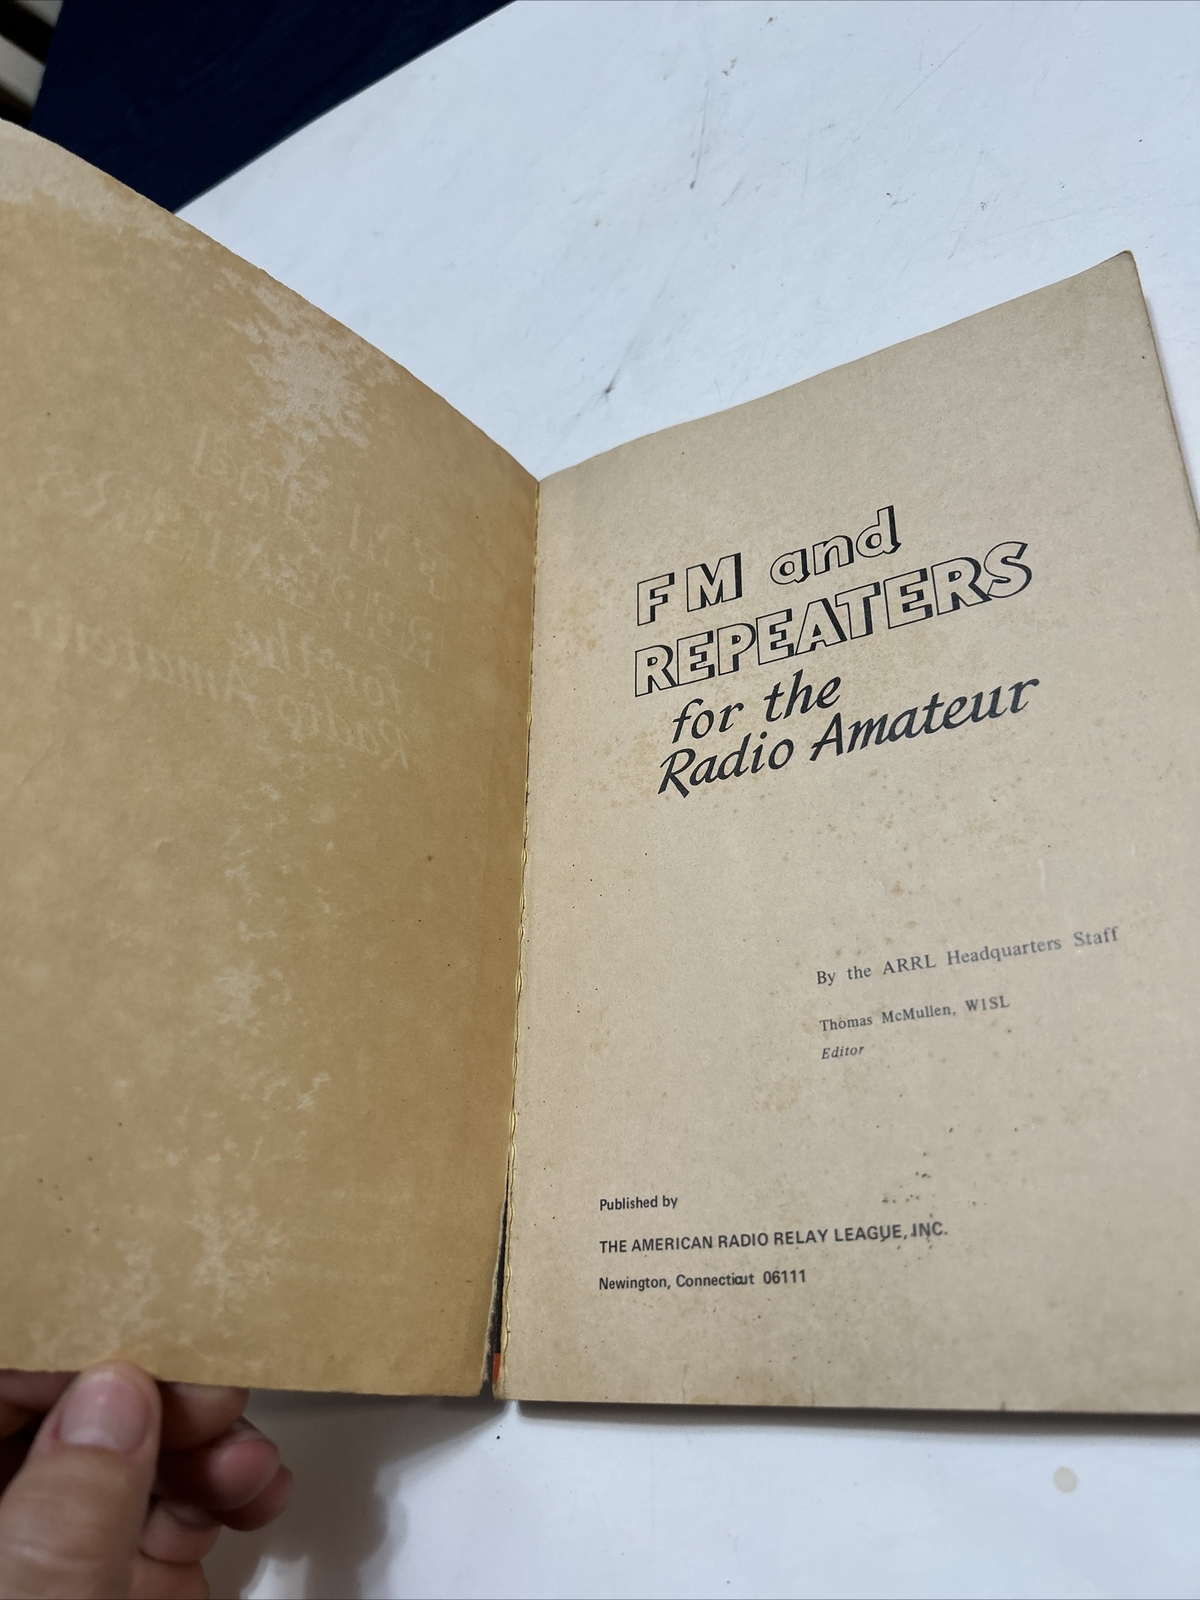 FM and
REPEATERS
for the
Radio Amateur
By the ARRL Headquarters Staff
Thomas McMullen, W1SL
Editor
Published by
THE AMERICAN RADIO RELAY LEAGUE, INC.
Newington, Connecticut 06111